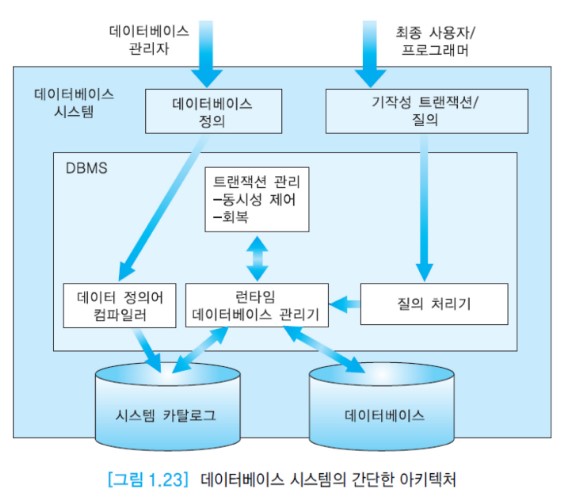 데이터베이스
관리자
최종 사용자/
프로그래머
데이터베이스
시스템
데이터베이스
정의
기작성 트랜잭션/
질의
DBMS
트랜잭션 관리
–동시성 제어
–회복
데이터 정의어
컴파일러
런타임
데이터베이스 관리기
질의 처리기
시스템 카탈로그
데이터베이스
[그림 1.23] 데이터베이스 시스템의 간단한 아키텍처